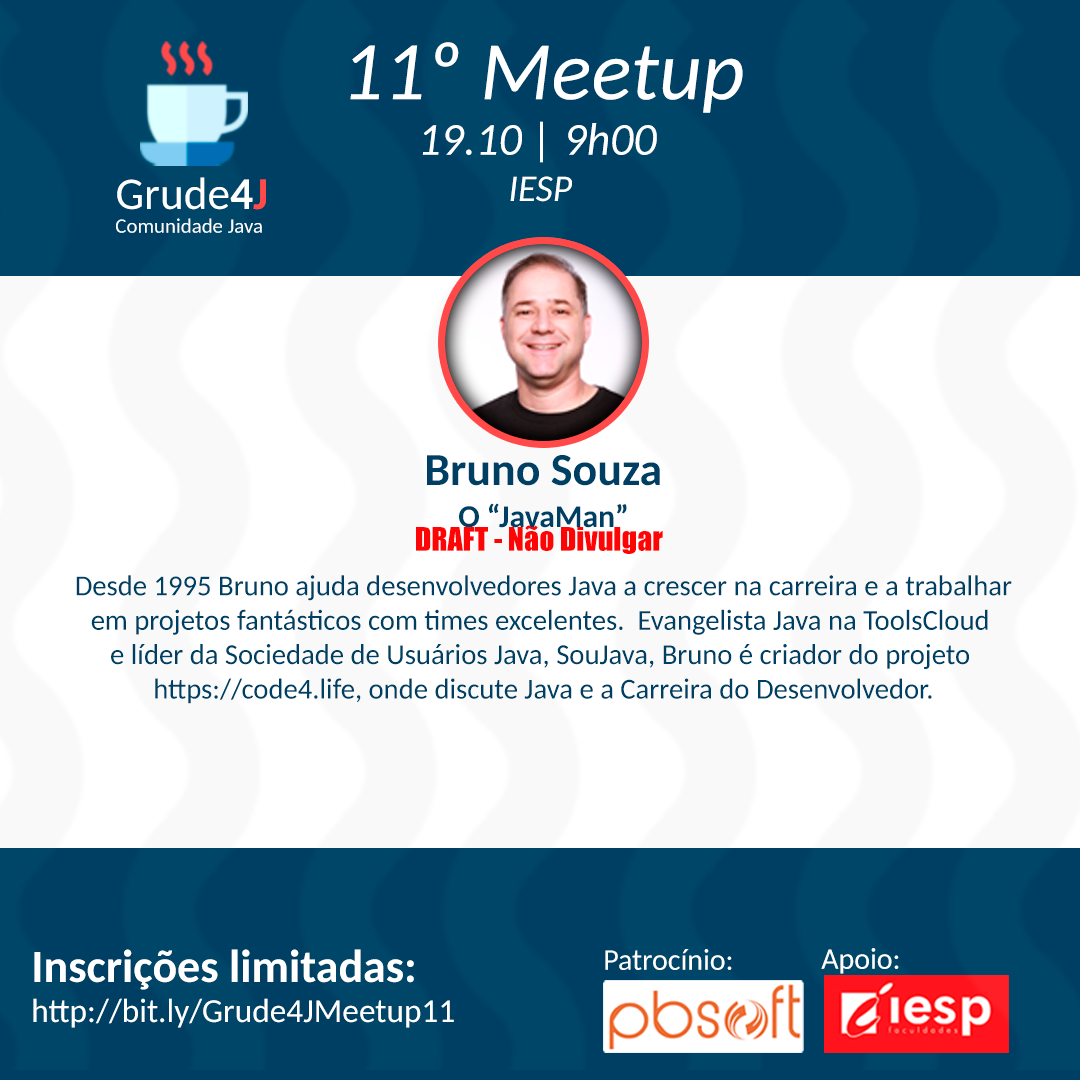 11º Meetup
19.10 | 9h00
IESP
Grude4J
Comunidade Java
Bruno Souza
O “JavaMan”
DRAFT - Não Divulgar
Desde 1995 Bruno ajuda desenvolvedores Java a crescer na carreira e a trabalhar
em projetos fantásticos com times excelentes. Evangelista Java na ToolsCloud
e líder da Sociedade de Usuários Java, SouJava, Bruno é criador do projeto
https://code4.life, onde discute Java e a Carreira do Desenvolvedor.
Inscrições limitadas:
http://bit.ly/Grude4JMeetup11
Patrocínio:
pbsoft
Apoio:
iesp
faculdades